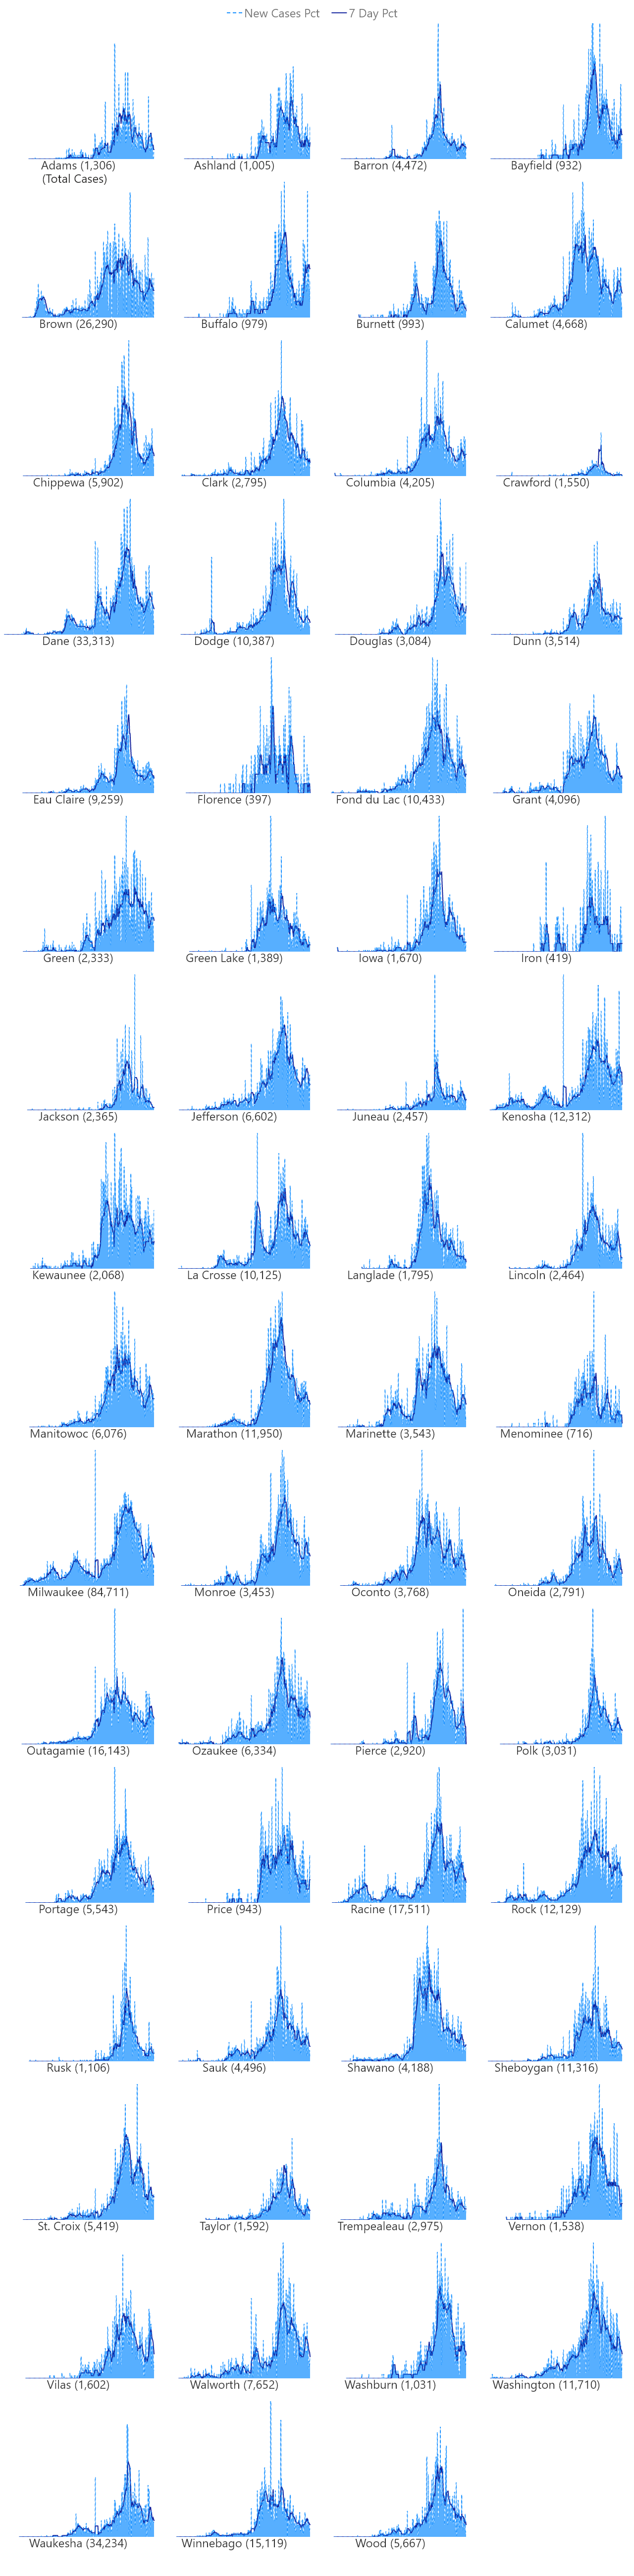 New Cases Pct 7 Day Pct
Adams (1,306) Ashland (1,005) Barron (4,472) Bayfield (932)
(Total Cases)
Brown (26,290) Buffalo (979) Burnett (993) Calumet (4,668)
Chippewa (5,902) Clark (2,795) Columbia (4,205) Crawford (1,550)
Dane (33,313) Dodge (10,387) Douglas (3,084) Dunn (3,514)
Eau Claire (9,259) Florence (397) Fond du Lac (10,433) Grant (4,096)
Green (2,333) Green Lake (1,389) Iowa (1,670) Iron (419)
Jackson (2,365) Jefferson (6,602) Juneau (2,457) Kenosha (12,312)
Kewaunee (2,068) La Crosse (10,125) Langlade (1,795) Lincoln (2,464)
Manitowoc (6,076) Marathon (11,950) Marinette (3,543) Menominee (716)
Milwaukee (84,711) Monroe (3,453) Oconto (3,768) Oneida (2,791)
Outagamie (16,143) Ozaukee (6,334) Pierce (2,920) Polk (3,031)
Portage (5,543) Price (943) Racine (17,511) Rock (12,129)
Rusk (1,106) Sauk (4,496) Shawano (4,188) Sheboygan (11,316)
St. Croix (5,419) Taylor (1,592) Trempealeau (2,975) Vernon (1,538)
Vilas (1,602) Walworth (7,652) Washburn (1,031) Washington (11,710)
Waukesha (34,234) Winnebago (15,119) Wood (5,667)